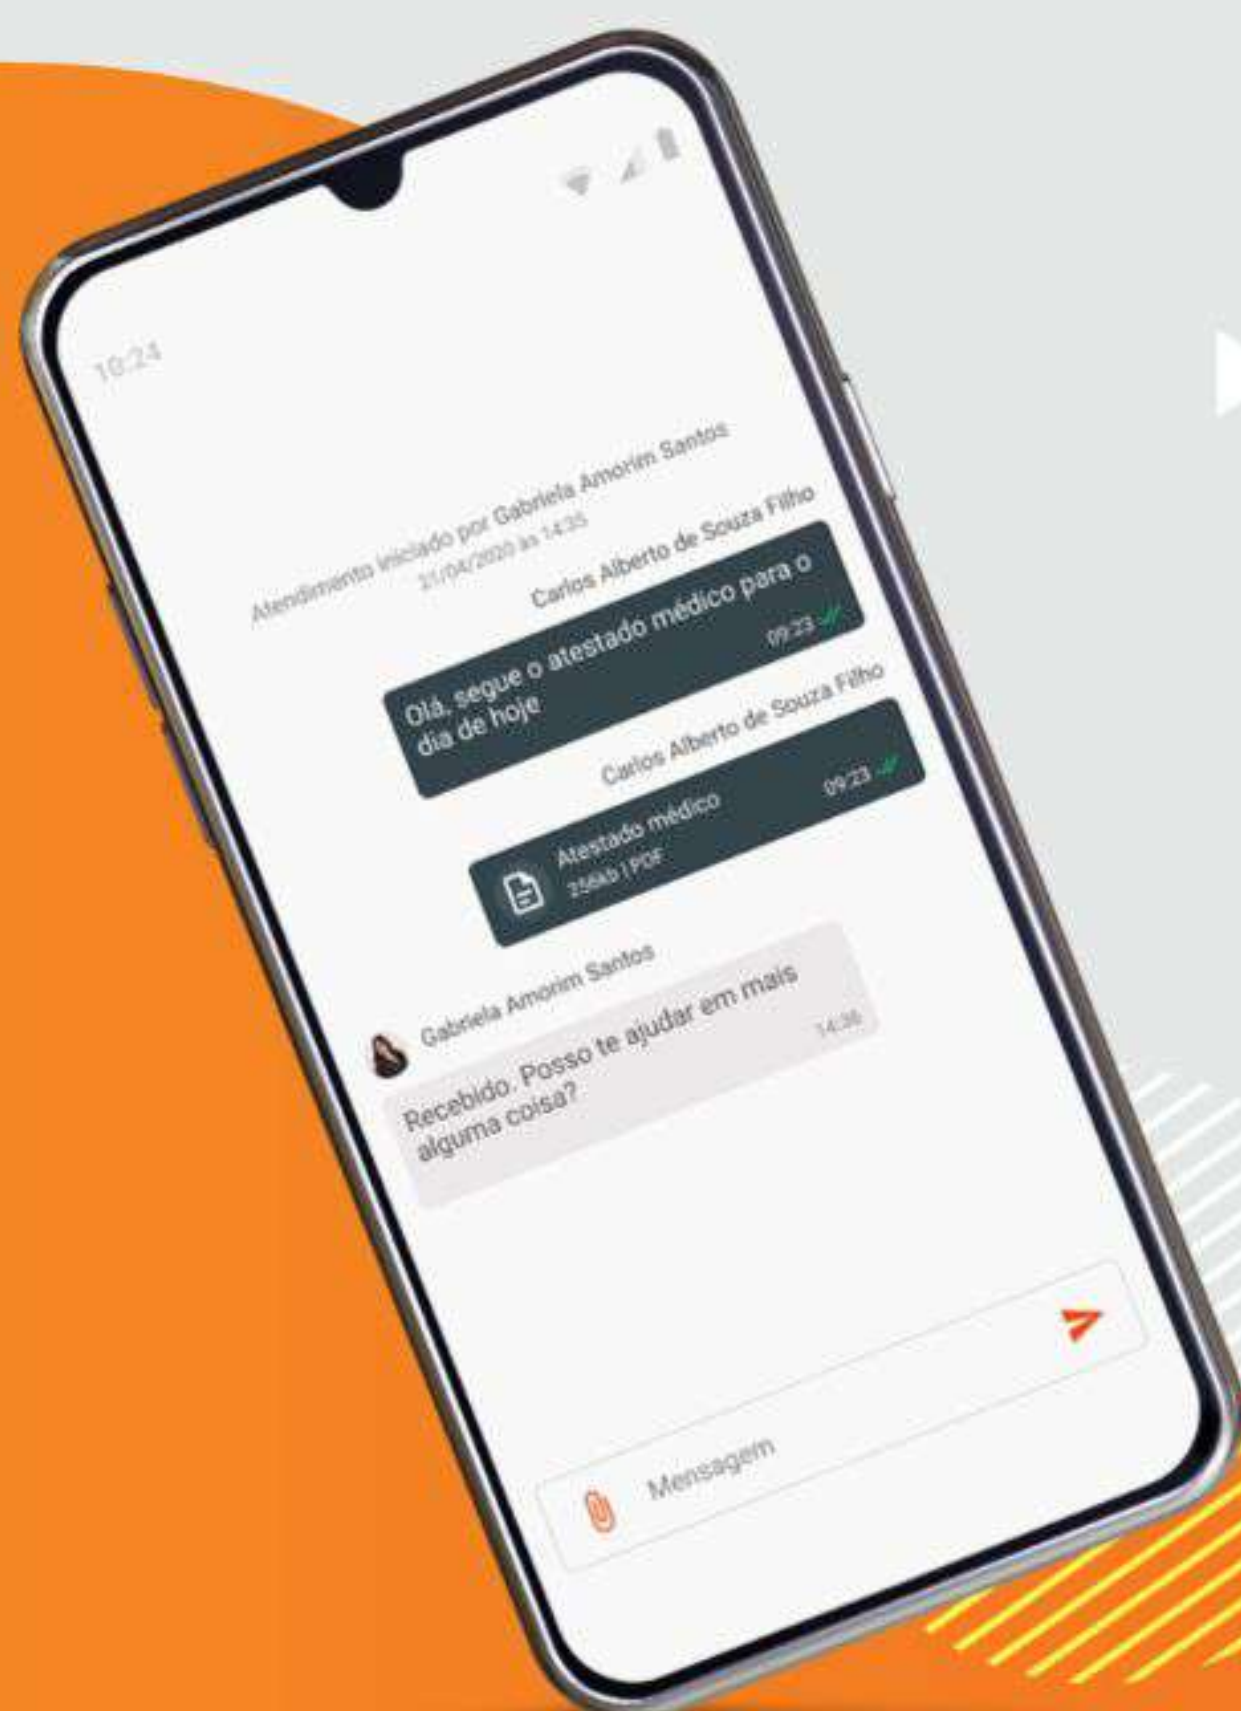 10:24
Atendimento iniciado por Gabriela Amorim Santos
21/04/2020 às 14:35
Carlos Alberto de Souza Filho
Olá, segue o atestado médico para o
dia de hoje
09:23
Carlos Alberto de Souza Filho
Atestado médico
256kb | PDF
09:23
Gabriela Amorim Santos
Recebido. Posso te ajudar em mais
alguma coisa?
14:36
Mensagem